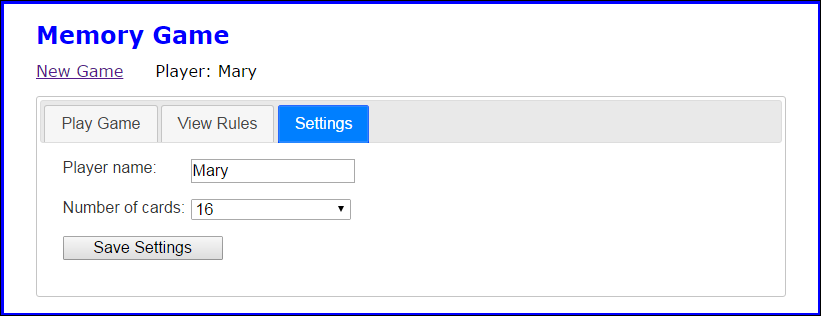 Memory Game
New Game Player: Mary
Play Game View Rules Settings
Player name: Mary
Number of cards: 16
Save Settings